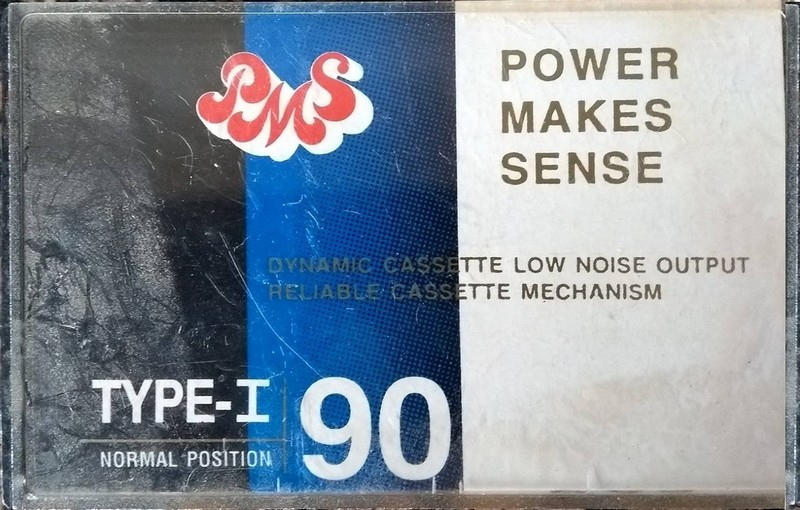 PMS
POWER
MAKES
SENSE
DYNAMIC CASSETTE LOW NOISE OUTPUT
RELIABLE CASSETTE MECHANISM
TYPE-I
90
NORMAL POSITION